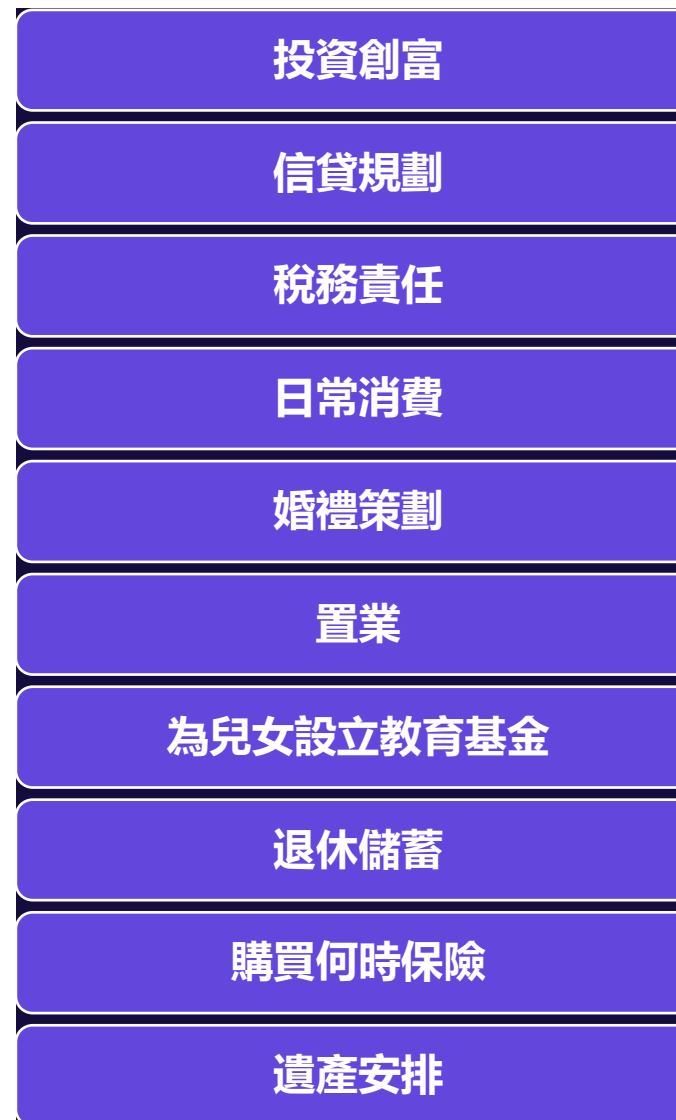 投資創富
信貸規劃
稅務責任
日常消費
婚禮策劃
置業
為兒女設立教育基金
退休儲蓄
購買何時保險
遺產安排